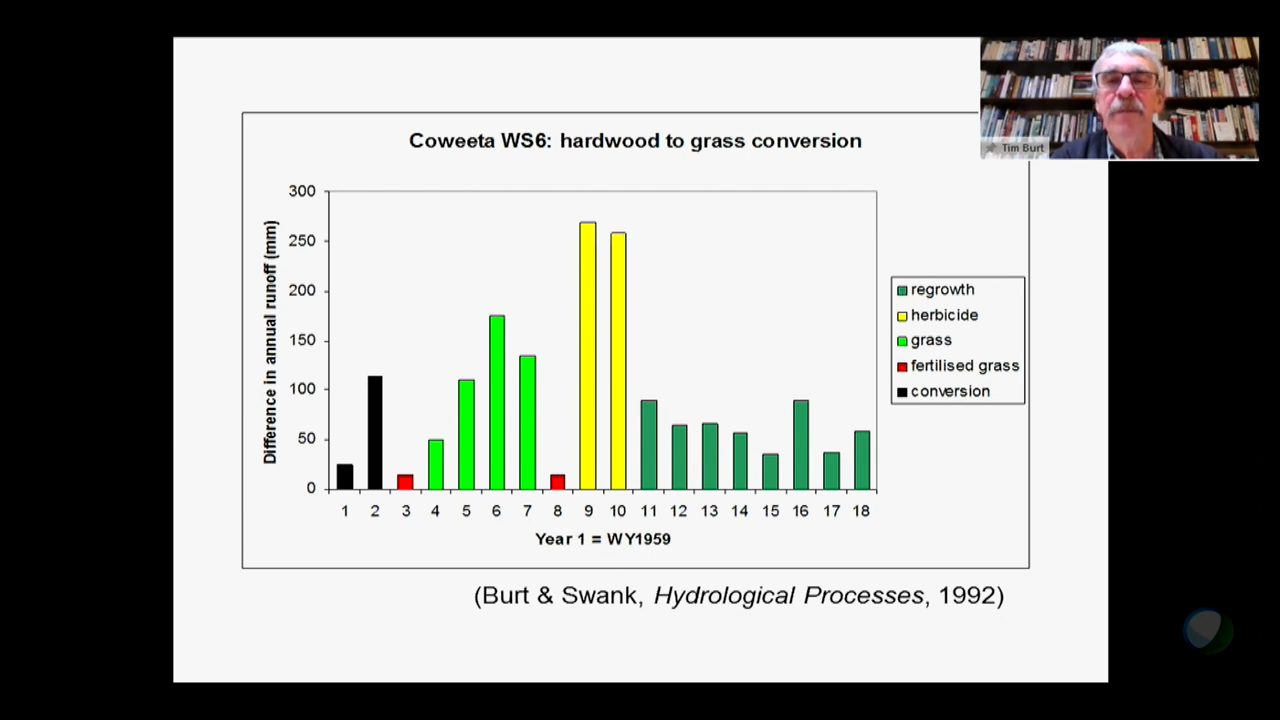 Coweeta WS6: hardwood to grass conversion
Tim Burt
Difference in annual runoff (mm)
300
250
200
150
100
50
0
1 2 3 4 5 6 7 8 9 10 11 12 13 14 15 16 17 18
Year 1 = WY1959
regrowth
herbicide
grass
fertilised grass
conversion
(Burt & Swank, Hydrological Processes, 1992)